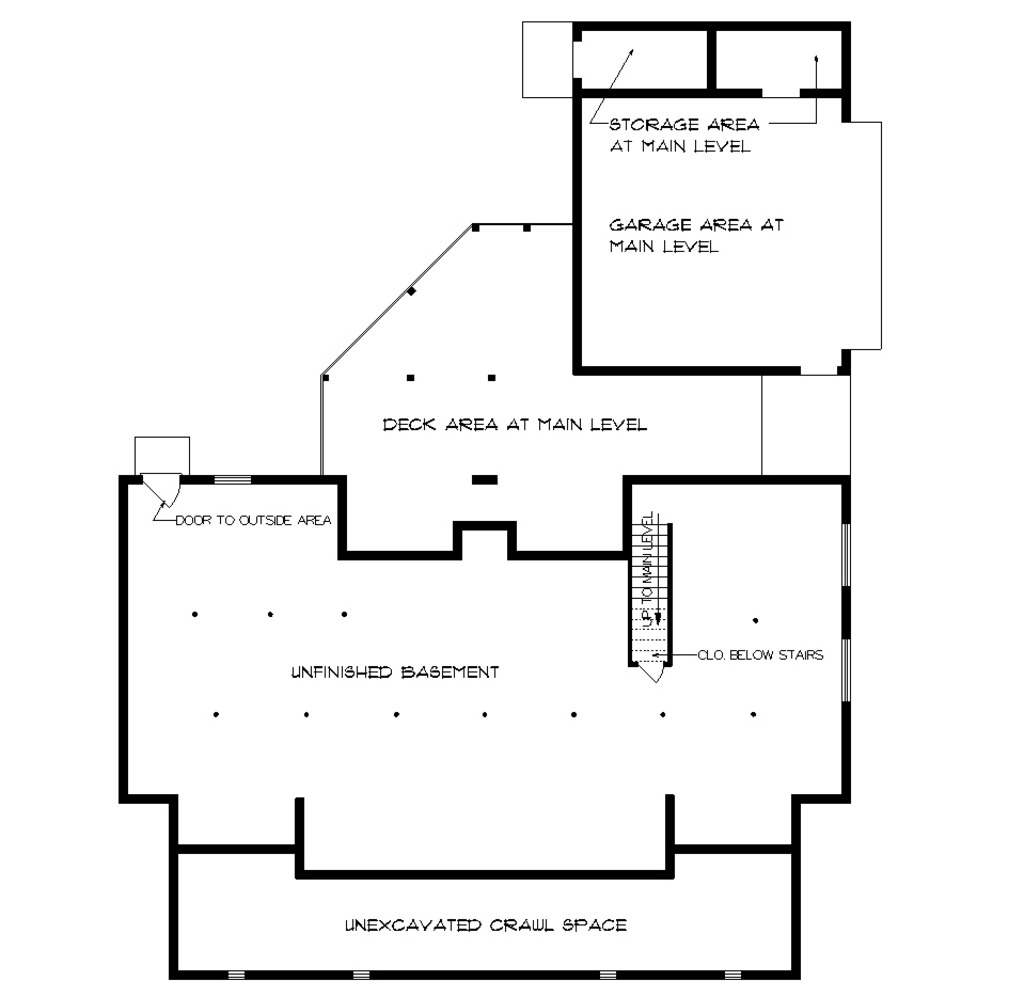 STORAGE AREA
AT MAIN LEVEL
GARAGE AREA AT
MAIN LEVEL
DECK AREA AT MAIN LEVEL
DOOR TO OUTSIDE AREA
UP TO MAIN LEVEL
CLO. BELOW STAIRS
UNFINISHED BASEMENT
UNEXCAVATED CRAWL SPACE